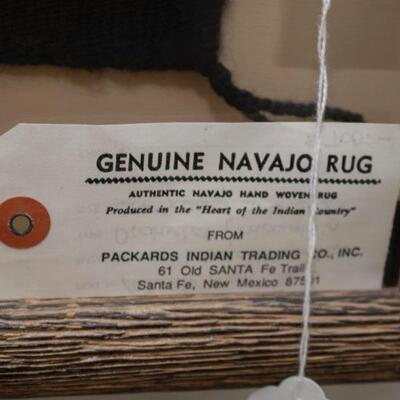 GENUINE NAVAJO RUG
AUTHENTIC NAVAJO HAND WOVEN RUG
Produced in the "Heart of the Indian Country"
FROM
PACKARDS INDIAN TRADING CO., INC.
61 Old SANTA Fe Trail
Santa Fe, New Mexico 87501